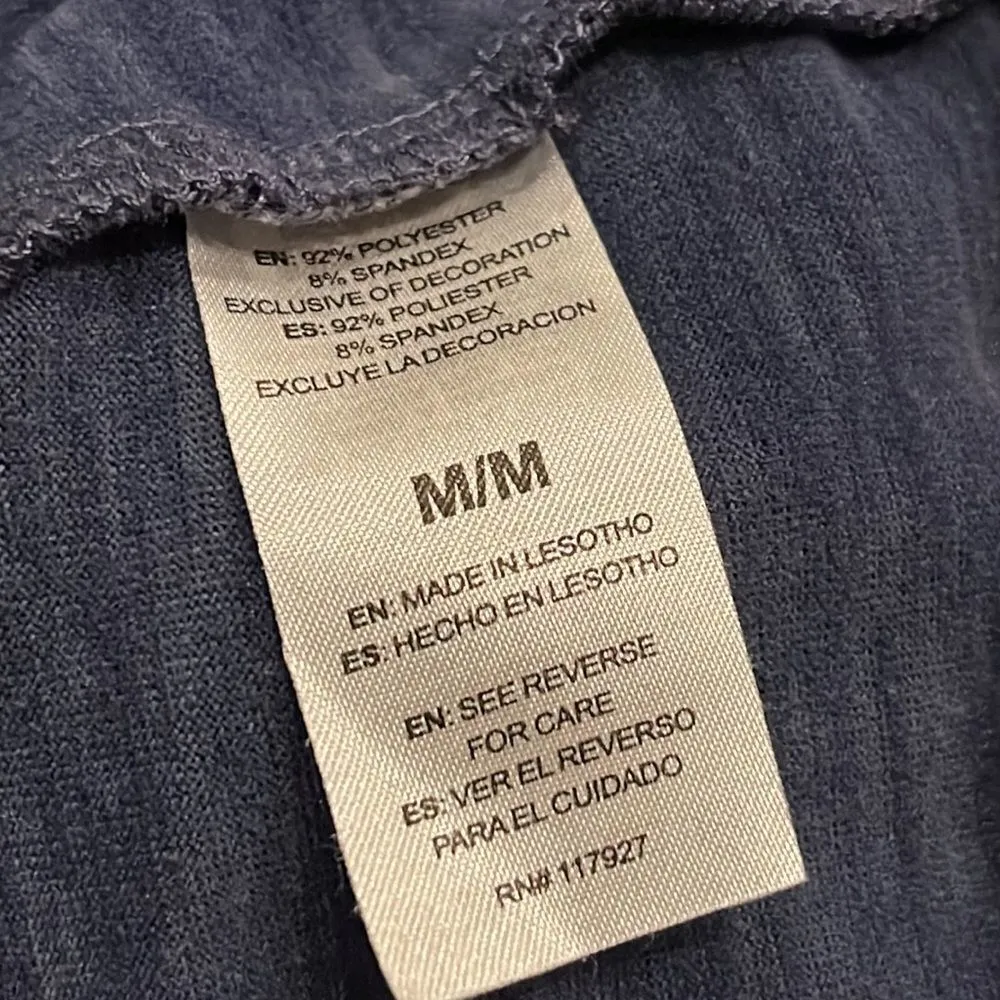 EN: 92% POLYESTER
8% SPANDEX
EXCLUSIVE OF DECORATION
ES: 92% POLIESTER
8% SPANDEX
EXCLUYE LA DECORACION
M/M
EN: MADE IN LESOTHO
ES: HECHO EN LESOTHO
EN: SEE REVERSE
FOR CARE
ES: VER EL REVERSO
PARA EL CUIDADO
RN# 117927